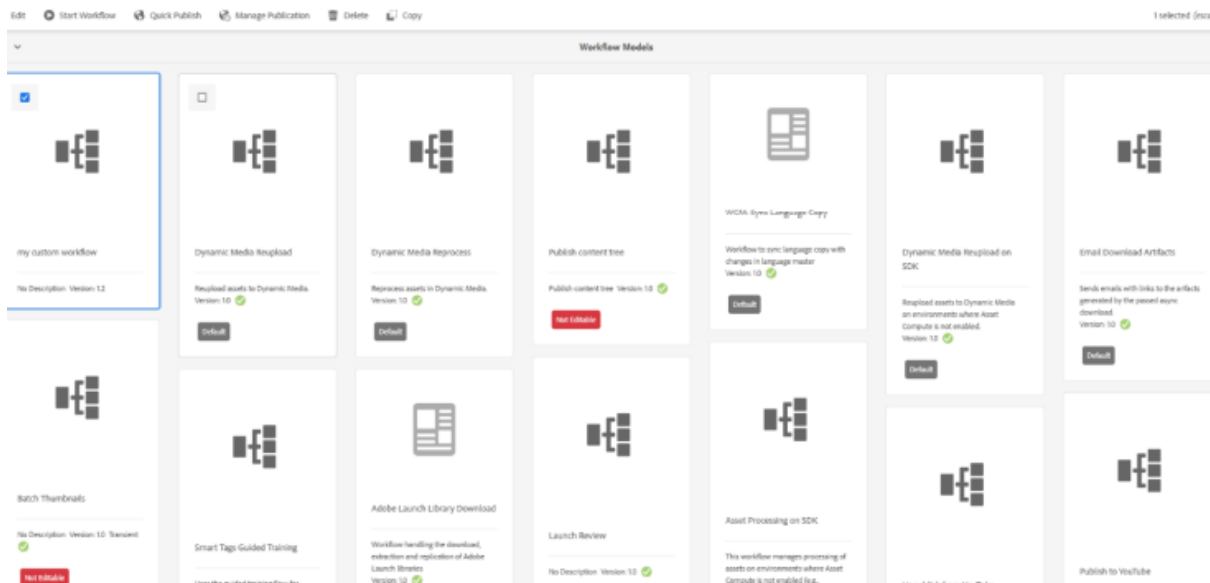 Edit Start Workflow Quick Publish Manage Publication Delete Copy 1 selected
Workflow Models
my custom workflow
No Description Version: 1.2
Dynamic Media Reupload
Reupload assets to Dynamic Media.
Version: 1.0
Default
Dynamic Media Reprocess
Reprocess assets in Dynamic Media.
Version: 1.0
Default
Publish content tree
Publish content tree Version: 1.0
Not Editable
WCM: Sync Language Copy
Workflow to sync language copy with
changes in language master
Version: 1.0
Default
Dynamic Media Reupload on
SDK
Reupload assets to Dynamic Media
on environments where Asset
Compute is not enabled.
Version: 1.0
Default
Email Download Artifacts
Sends emails with links to the artifacts
generated by the passed async
download.
Version: 1.0
Default
Batch Thumbnails
No Description Version: 1.0 Transient
Not Editable
Smart Tags Guided Training
Adobe Launch Library Download
Workflow handling the download,
extraction and replication of Adobe
Launch libraries
Version: 1.0
Launch Review
No Description Version: 1.0
Asset Processing on SDK
This workflow manages processing of
assets on environments where Asset
Compute is not enabled (e.g.,
Publish to YouTube